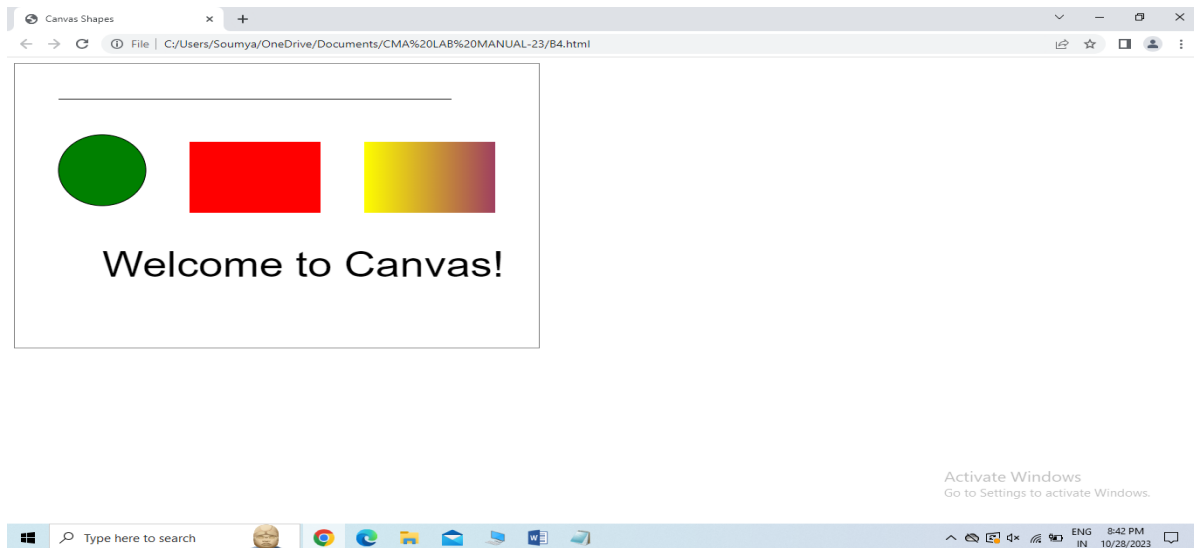 Canvas Shapes
File | C:/Users/Soumya/OneDrive/Documents/CMA%20LAB%20MANUAL-23/B4.html
Welcome to Canvas!
Activate Windows
Go to Settings to activate Windows.
Type here to search
ENG 8:42 PM
IN 10/28/2023